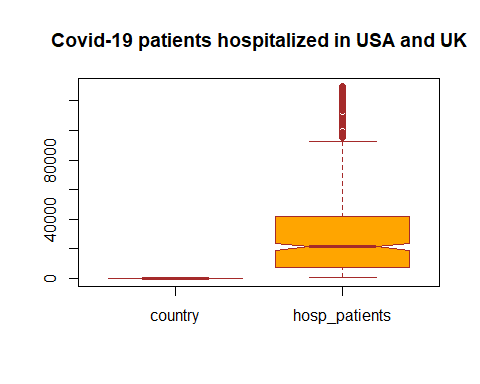 Covid-19 patients hospitalized in USA and UK
80000
40000
0
country hosp_patients